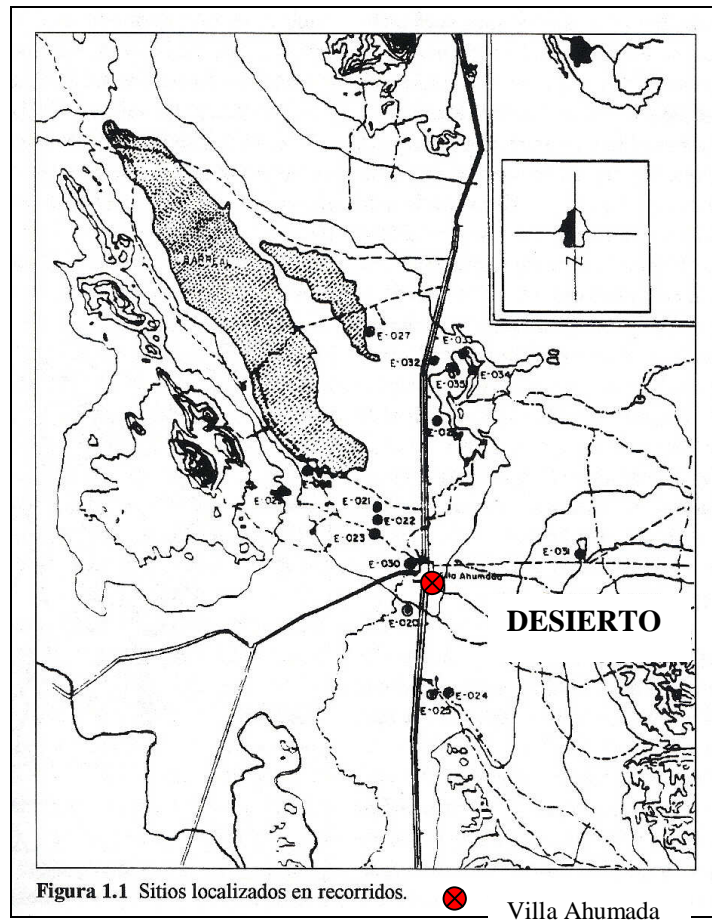 BARREAL
N
E-027
E-033
E-032
E-035
E-034
E-021
E-022
E-023
E-030
Villa Ahumada
E-031
DESIERTO
E-020
E-024
E-025
Figura 1.1 Sitios localizados en recorridos.
Villa Ahumada